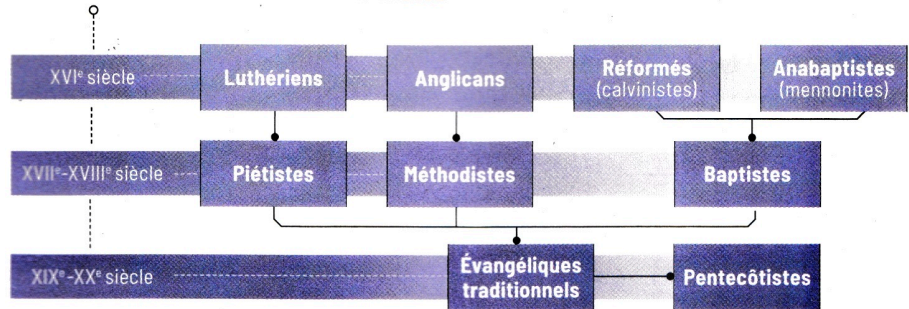 XVIᵉ siècle
Luthériens
Anglicans
Réformés
(calvinistes)
Anabaptistes
(mennonites)
XVIIᵉ-XVIIIᵉ siècle
Piétistes
Méthodistes
Baptistes
XIXᵉ-XXᵉ siècle
Évangéliques
traditionnels
Pentecôtistes